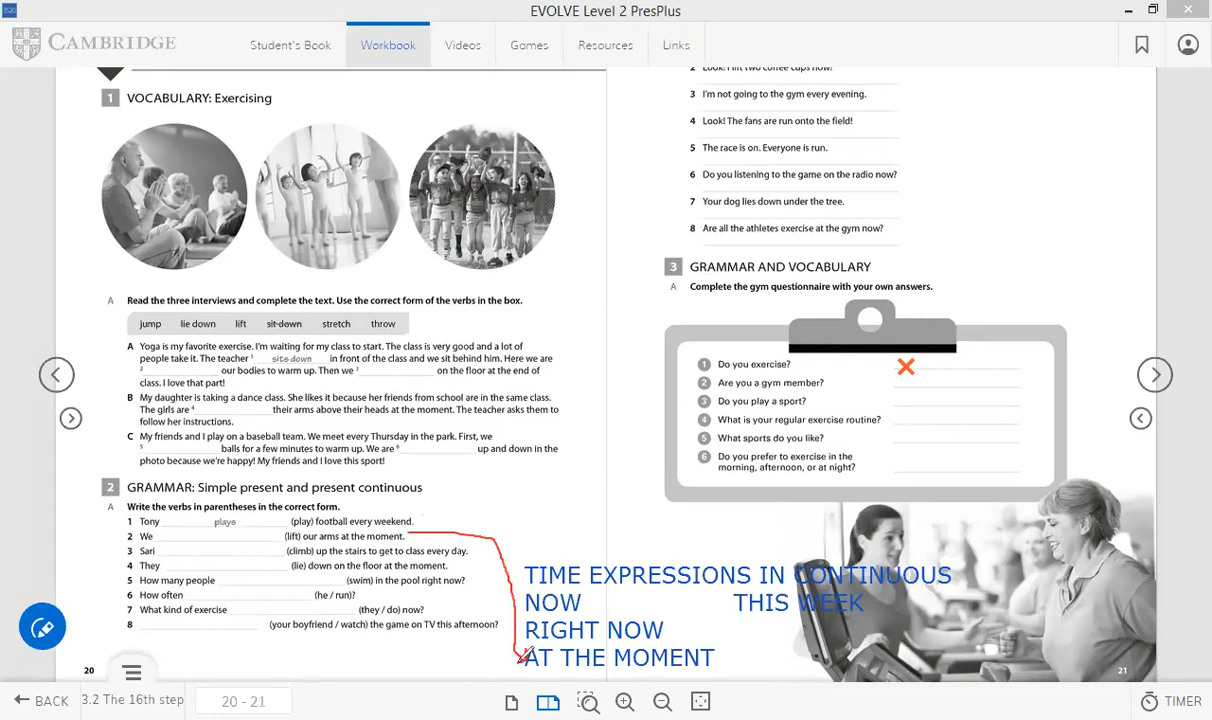 EVOLVE Level 2 PresPlus
CAMBRIDGE
Student's Book
Workbook
Videos
Games
Resources
Links
1 VOCABULARY: Exercising
A Read the three interviews and complete the text. Use the correct form of the verbs in the box.
jump lie down lift sit down stretch throw
A Yoga is my favorite exercise. I'm waiting for my class to start. The class is very good and a lot of
people take it. The teacher 1 sits down in front of the class and we sit behind him. Here we are
2 our bodies to warm up. Then we 3 on the floor at the end of
class. I love that part!
B My daughter is taking a dance class. She likes it because her friends from school are in the same class.
The girls are 4 their arms above their heads at the moment. The teacher asks them to
follow her instructions.
C My friends and I play on a baseball team. We meet every Thursday in the park. First, we
5 balls for a few minutes to warm up. We are 6 up and down in the
photo because we're happy! My friends and I love this sport!
2 GRAMMAR: Simple present and present continuous
A Write the verbs in parentheses in the correct form.
1 Tony plays (play) football every weekend.
2 We (lift) our arms at the moment.
3 Sari (climb) up the stairs to get to class every day.
4 They (lie) down on the floor at the moment.
5 How many people (swim) in the pool right now?
6 How often (he / run)?
7 What kind of exercise (they / do) now?
8 (your boyfriend / watch) the game on TV this afternoon?
20
2 Look! I lift two coffee cups now!
3 I'm not going to the gym every evening.
4 Look! The fans are run onto the field!
5 The race is on. Everyone is run.
6 Do you listening to the game on the radio now?
7 Your dog lies down under the tree.
8 Are all the athletes exercise at the gym now?
3 GRAMMAR AND VOCABULARY
A Complete the gym questionnaire with your own answers.
1 Do you exercise?
2 Are you a gym member?
3 Do you play a sport?
4 What is your regular exercise routine?
5 What sports do you like?
6 Do you prefer to exercise in the
morning, afternoon, or at night?
TIME EXPRESSIONS IN CONTINUOUS
NOW THIS WEEK
RIGHT NOW
AT THE MOMENT
21
BACK
3.2 The 16th step
20 - 21
TIMER